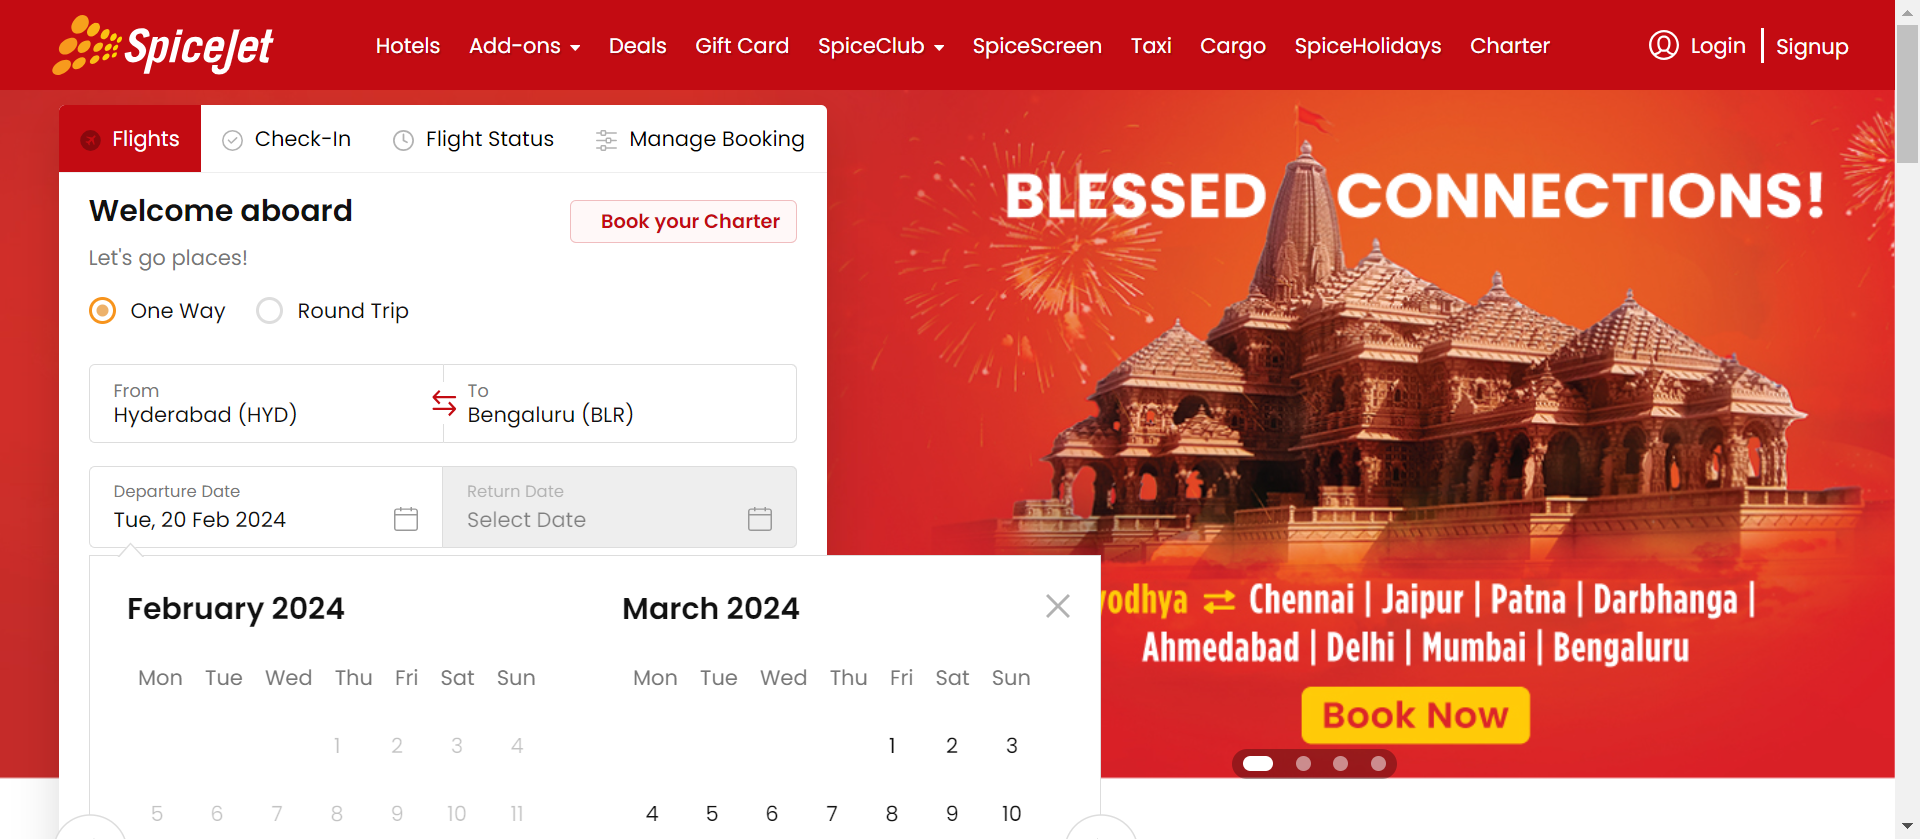 SpiceJet
Hotels Add-ons Deals Gift Card SpiceClub SpiceScreen Taxi Cargo SpiceHolidays Charter Login Signup
Flights Check-In Flight Status Manage Booking
Welcome aboard
Book your Charter
Let's go places!
One Way Round Trip
From
Hyderabad (HYD)
To
Bengaluru (BLR)
Departure Date
Tue, 20 Feb 2024
Return Date
Select Date
February 2024
Mon Tue Wed Thu Fri Sat Sun
1 2 3 4
5 6 7 8 9 10 11
March 2024
Mon Tue Wed Thu Fri Sat Sun
1 2 3
4 5 6 7 8 9 10
BLESSED CONNECTIONS!
yodhya ⇄ Chennai | Jaipur | Patna | Darbhanga |
Ahmedabad | Delhi | Mumbai | Bengaluru
Book Now